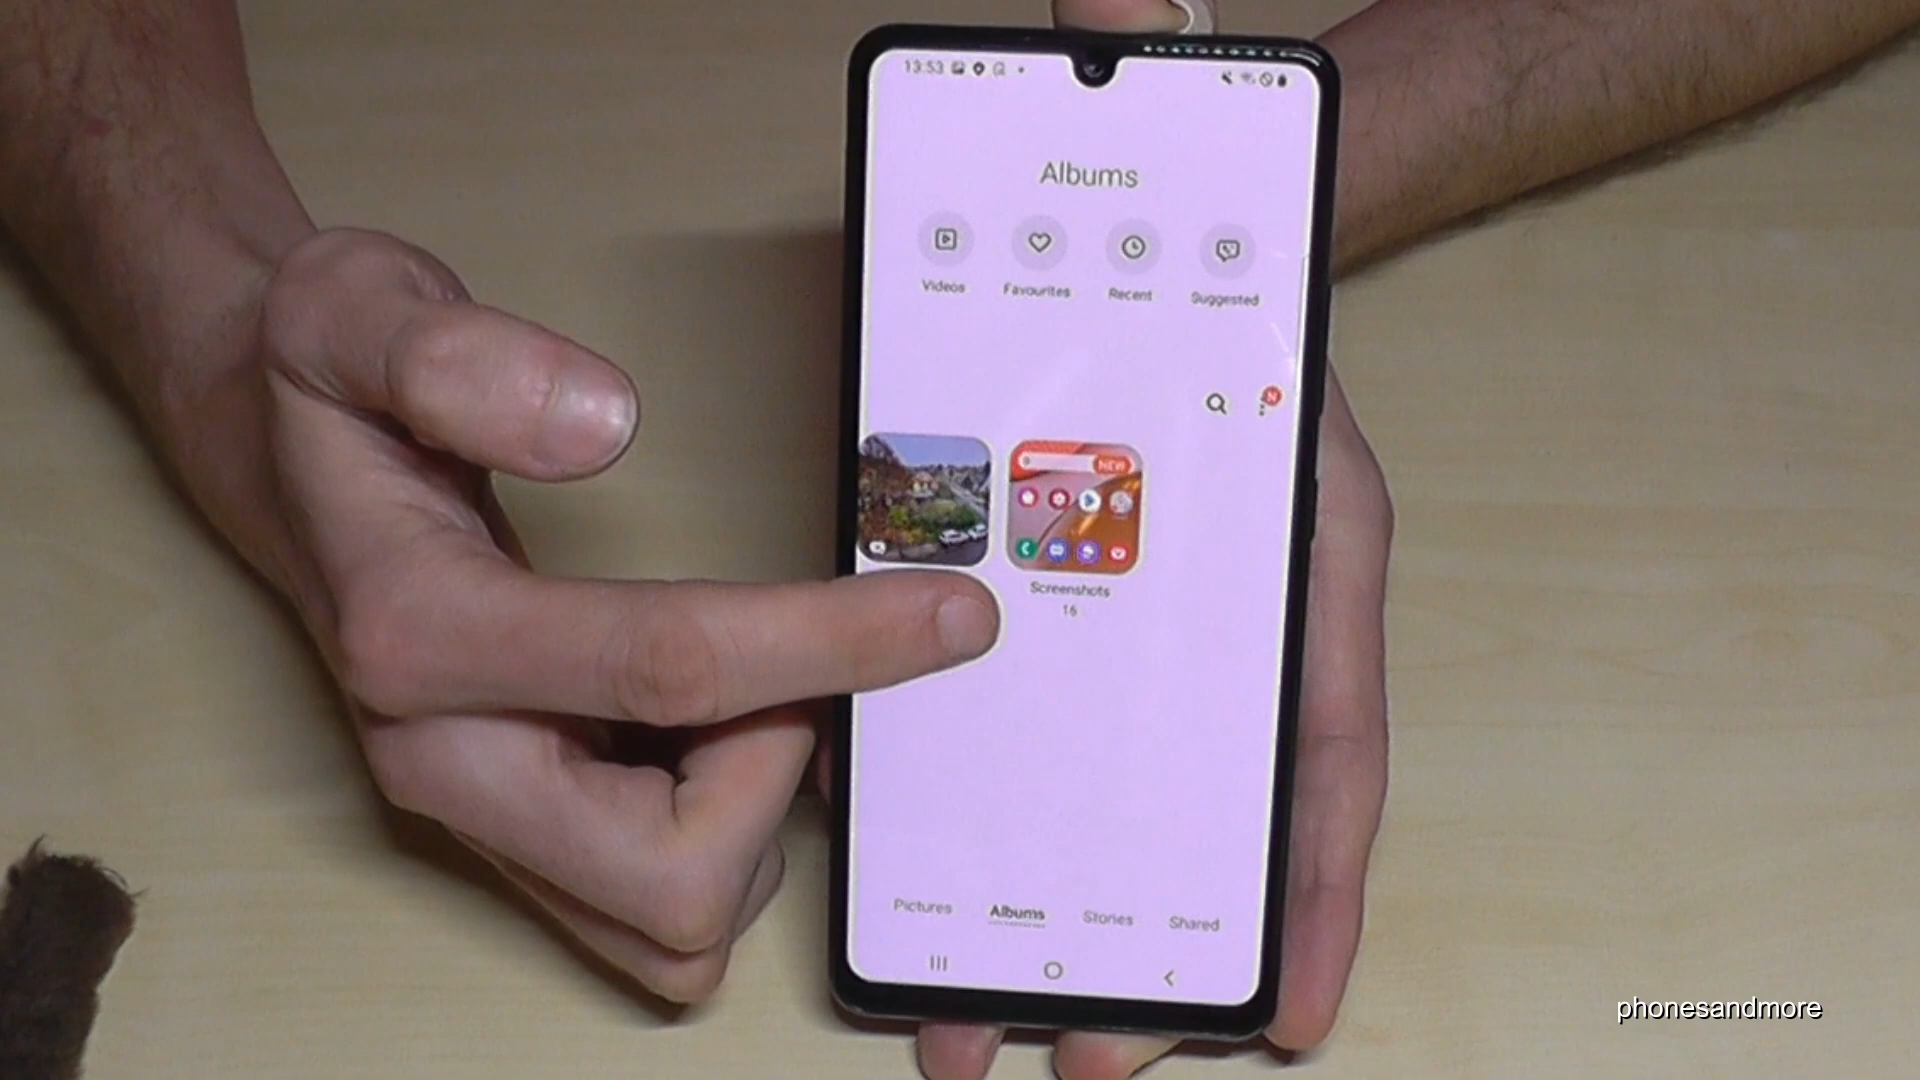 13:53
Albums
Videos Favourites Recent Suggested
N
NEW
Screenshots
16
Pictures Albums Stories Shared
phonesandmore